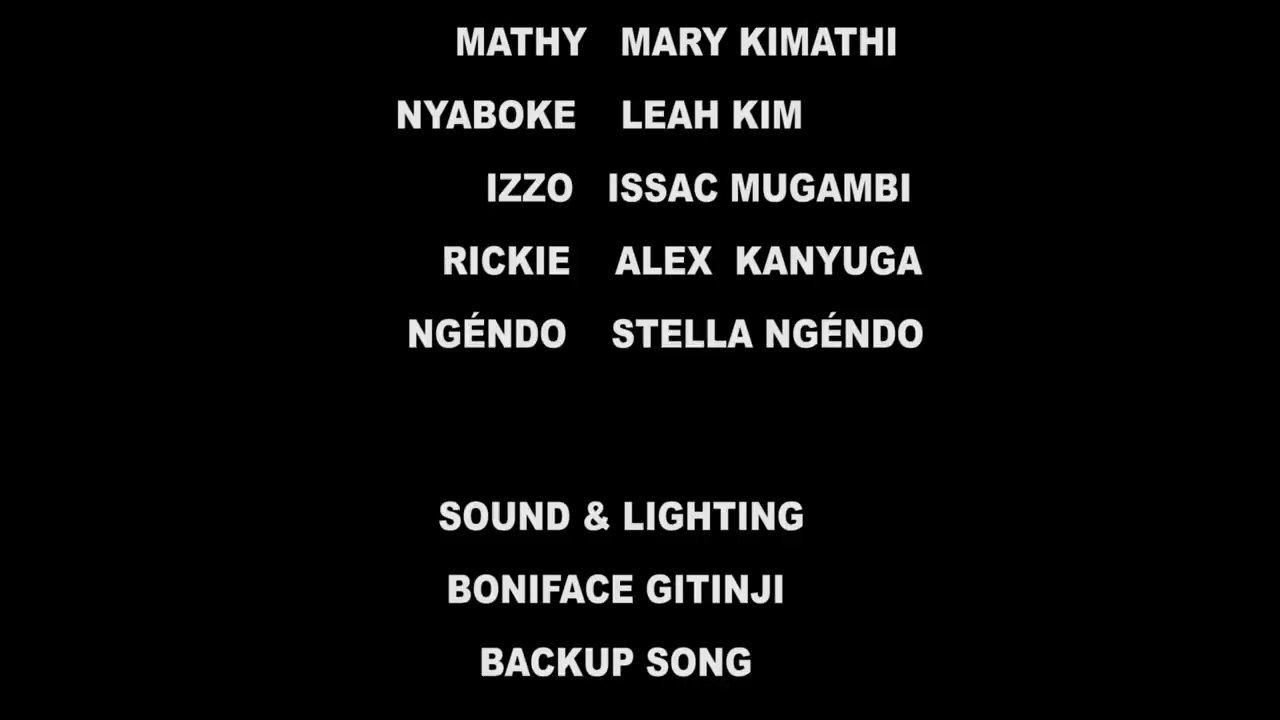 MATHY MARY KIMATHI
NYABOKE LEAH KIM
IZZO ISSAC MUGAMBI
RICKIE ALEX KANYUGA
NGÉNDO STELLA NGÉNDO
SOUND & LIGHTING
BONIFACE GITINJI
BACKUP SONG